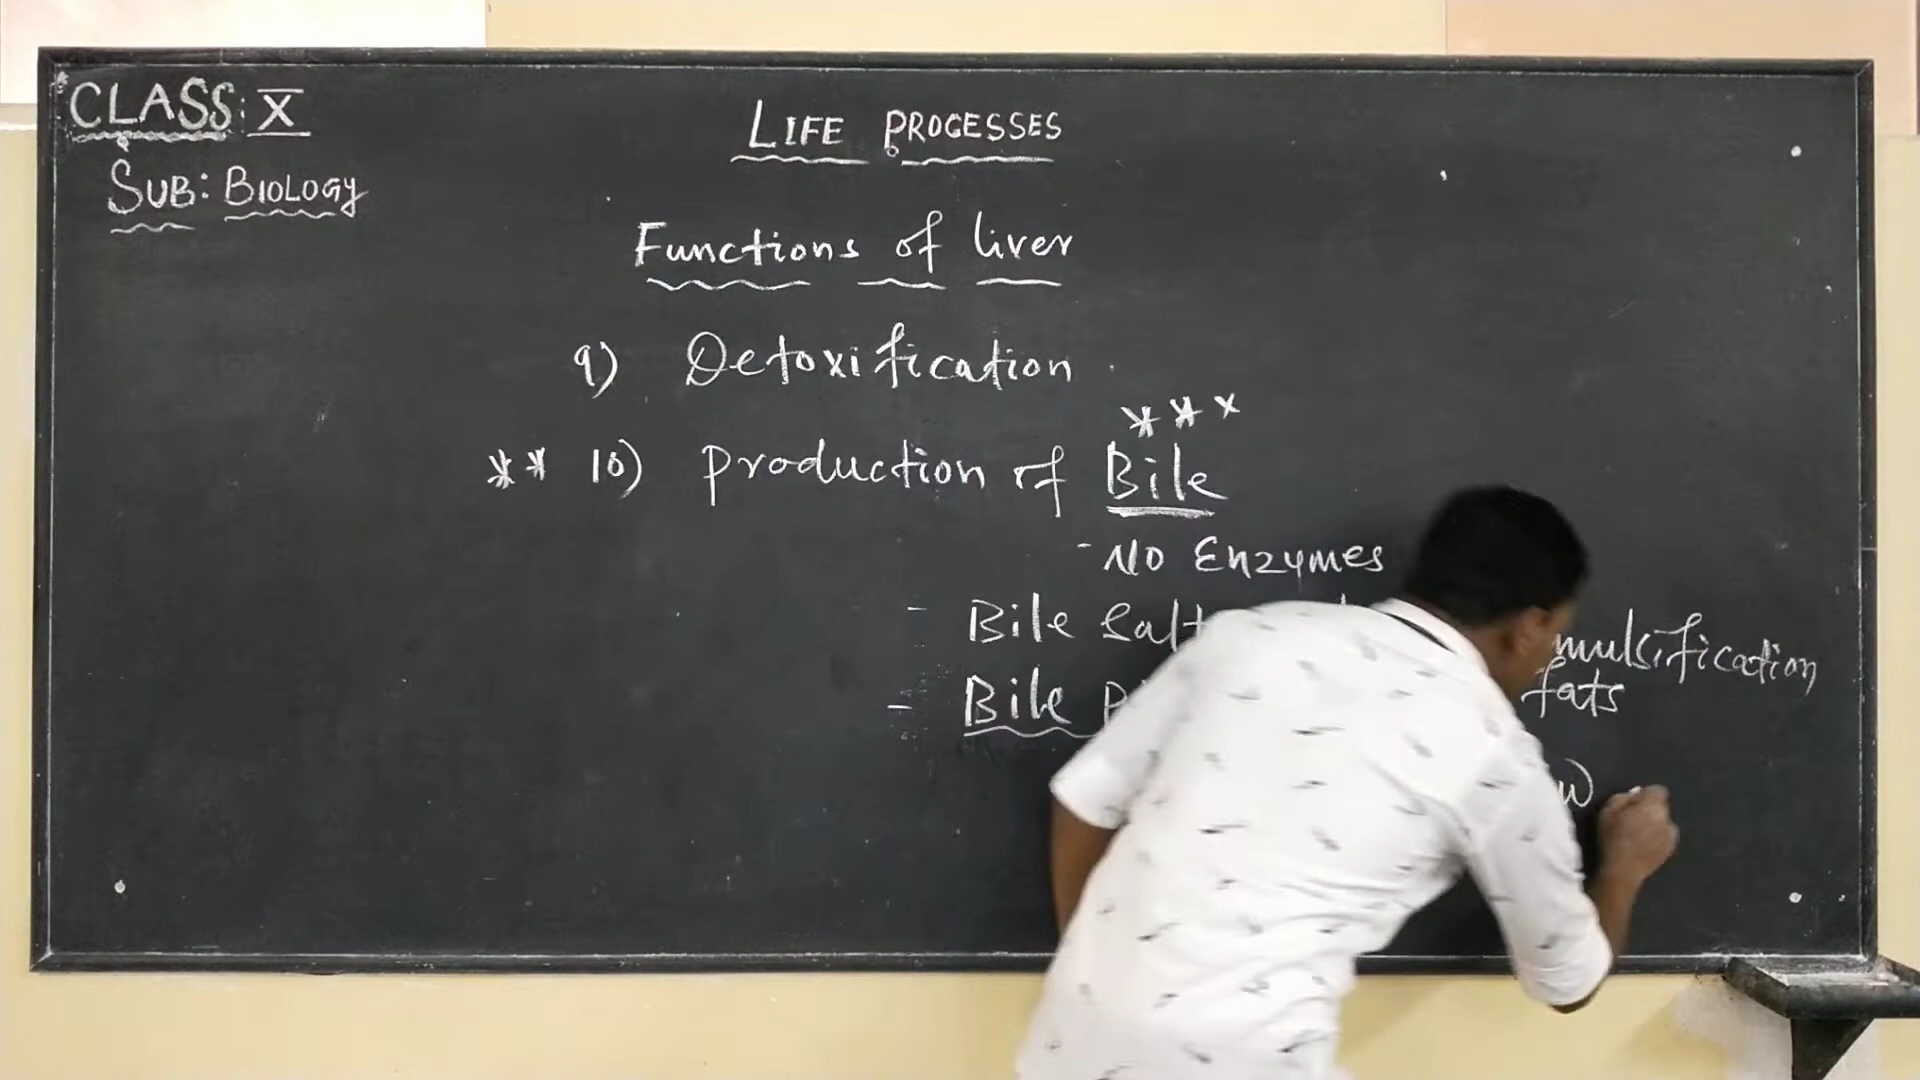 CLASS: X
SUB: BIOLOGY
LIFE PROCESSES
Functions of liver
9) Detoxification
*** 
** 10) production of Bile
- NO Enzymes
- Bile Salt
- Bile
fats